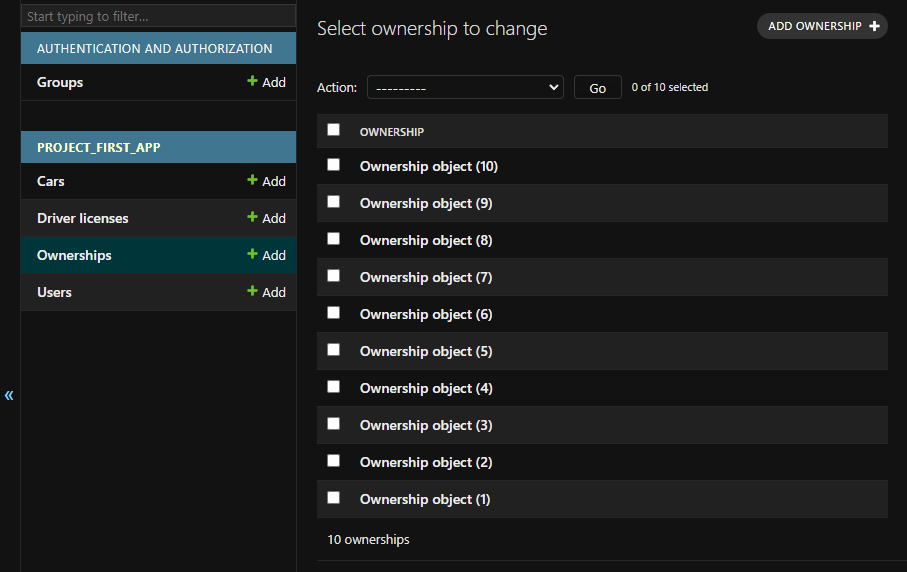 Start typing to filter...
AUTHENTICATION AND AUTHORIZATION
Groups + Add
PROJECT_FIRST_APP
Cars + Add
Driver licenses + Add
Ownerships + Add
Users + Add
«
Select ownership to change
ADD OWNERSHIP +
Action: --------- Go 0 of 10 selected
OWNERSHIP
Ownership object (10)
Ownership object (9)
Ownership object (8)
Ownership object (7)
Ownership object (6)
Ownership object (5)
Ownership object (4)
Ownership object (3)
Ownership object (2)
Ownership object (1)
10 ownerships